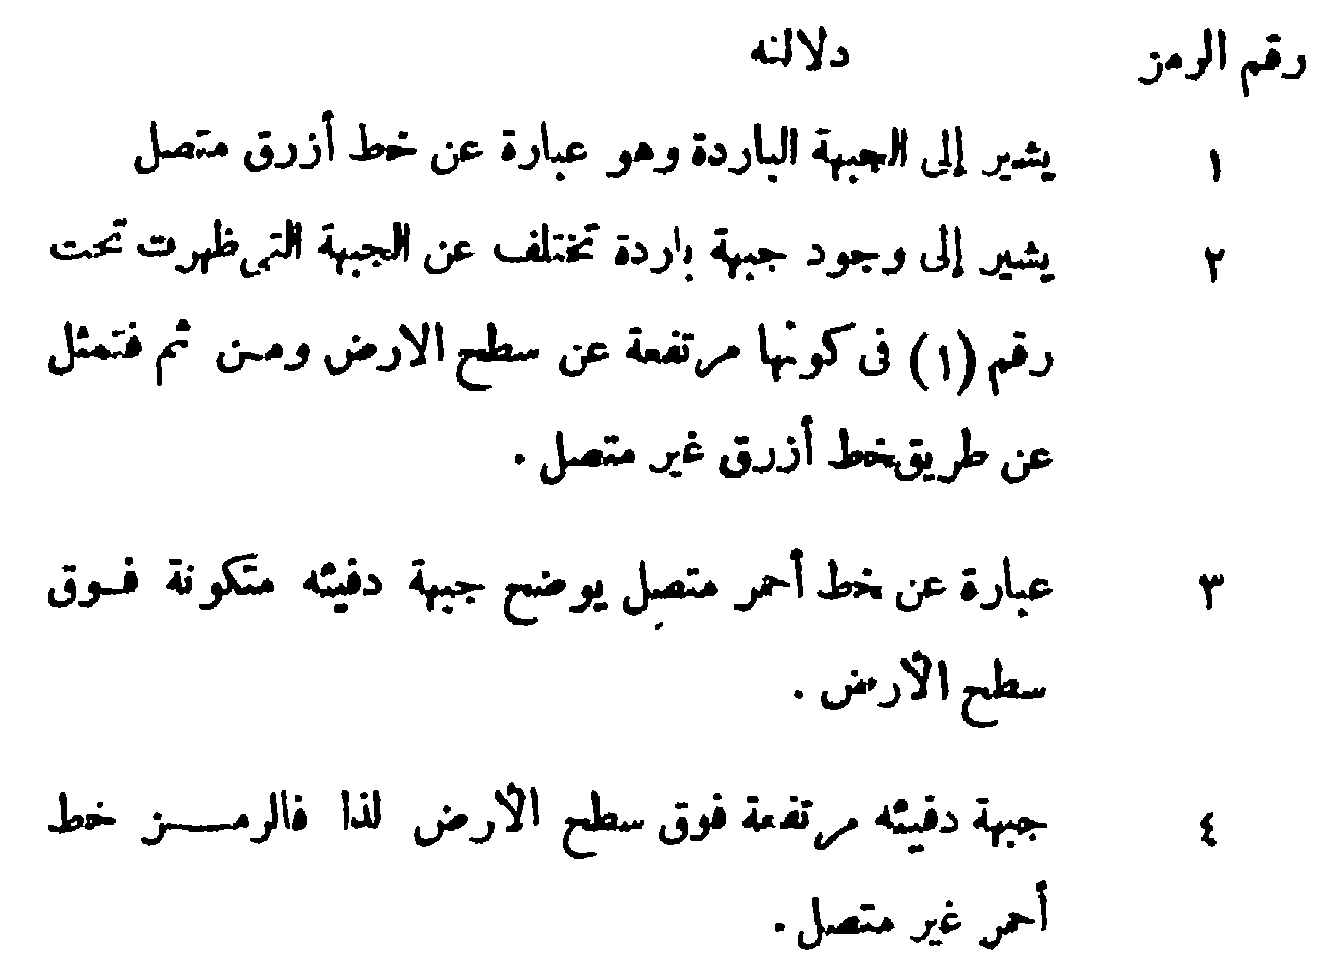 رقم الرمز دلالته
١ يشير إلى الجبهة الباردة وهو عبارة عن خط أزرق متصل
٢ يشير إلى وجود جبهة باردة تختلف عن الجبهة التى ظهرت تحت
رقم (١) فى كونها مرتفعة عن سطح الارض ومن ثم فتمثل
عن طريق خط أزرق غير متصل .
٣ عبارة عن خط أحمر متصل يوضح جبهة دفيئه متكونة فوق
سطح الأرض .
٤ جبهة دفيئه مرتفعة فوق سطح الأرض لذا فالرمز خط
أحمر غير متصل .